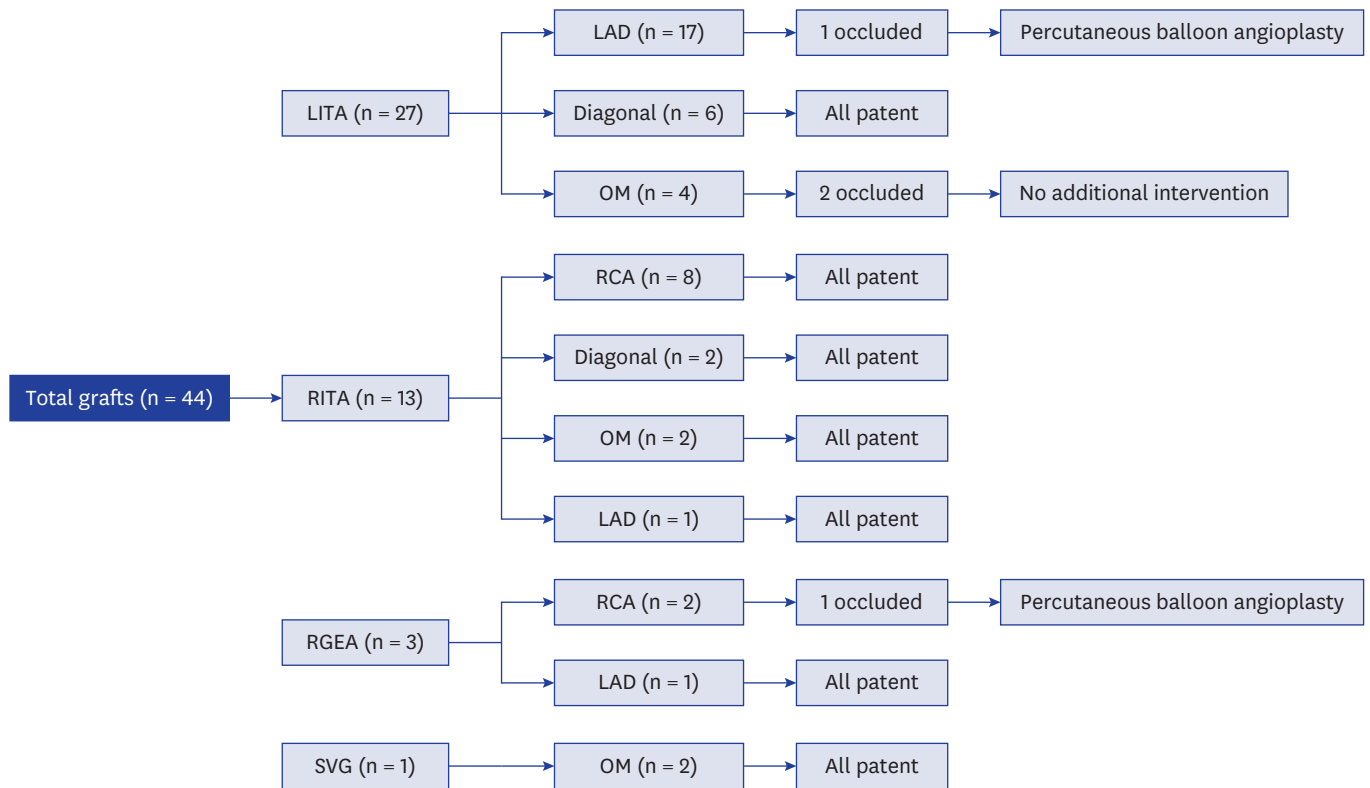 LAD (n = 17)
1 occluded
Percutaneous balloon angioplasty
LITA (n = 27)
Diagonal (n = 6)
All patent
OM (n = 4)
2 occluded
No additional intervention
RCA (n = 8)
All patent
Diagonal (n = 2)
All patent
Total grafts (n = 44)
RITA (n = 13)
OM (n = 2)
All patent
LAD (n = 1)
All patent
RCA (n = 2)
1 occluded
Percutaneous balloon angioplasty
RGEA (n = 3)
LAD (n = 1)
All patent
SVG (n = 1)
OM (n = 2)
All patent